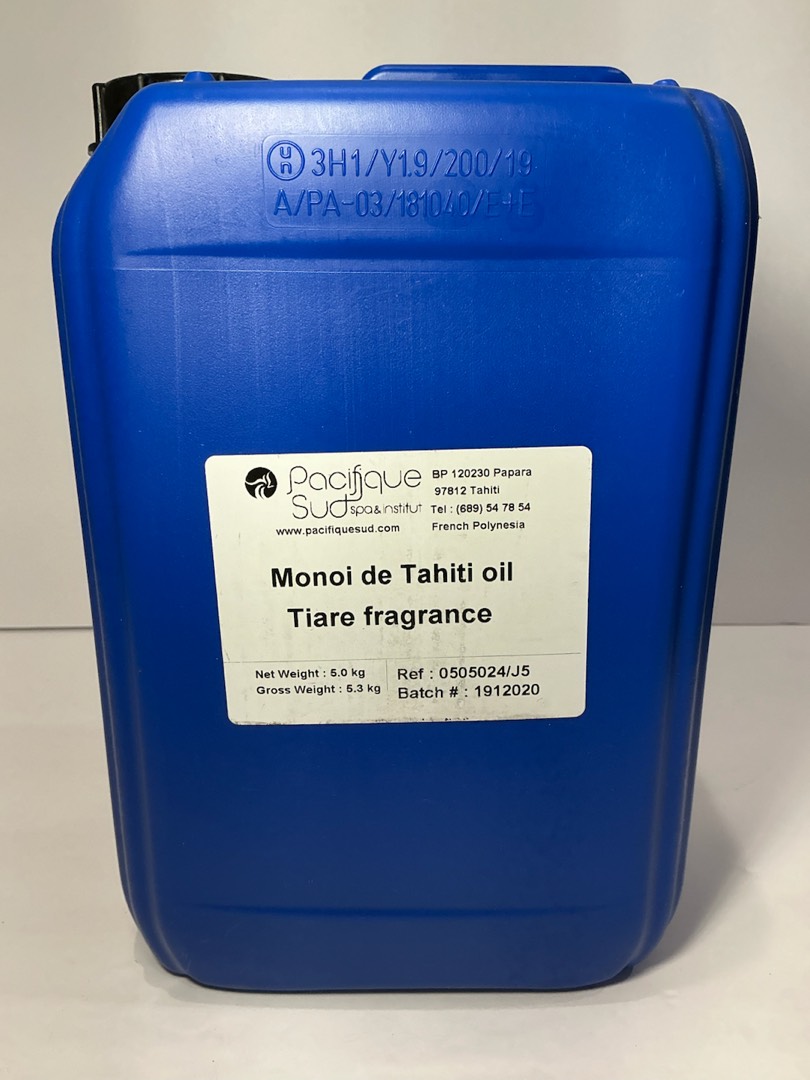 un 3H1/Y1.9/200/19
A/PA-03/181040/E+E
Pacifique
Sud spa & institut
www.pacifiquesud.com
BP 120230 Papara
97812 Tahiti
Tel : (689) 54 78 54
French Polynesia
Monoi de Tahiti oil
Tiare fragrance
Net Weight : 5.0 kg
Gross Weight : 5.3 kg
Ref : 0505024/J5
Batch # : 1912020